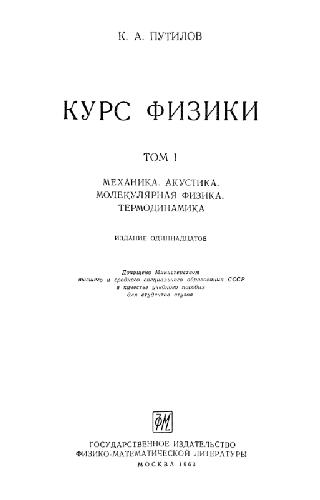 К. А. ПУТИЛОВ
КУРС ФИЗИКИ
ТОМ I
МЕХАНИКА. АКУСТИКА.
МОЛЕКУЛЯРНАЯ ФИЗИКА.
ТЕРМОДИНАМИКА
ИЗДАНИЕ ОДИННАДЦАТОЕ
Допущено Министерством
высшего и среднего специального образования СССР
в качестве учебного пособия
для студентов втузов
ФМ
ГОСУДАРСТВЕННОЕ ИЗДАТЕЛЬСТВО
ФИЗИКО-МАТЕМАТИЧЕСКОЙ ЛИТЕРАТУРЫ
МОСКВА 1963